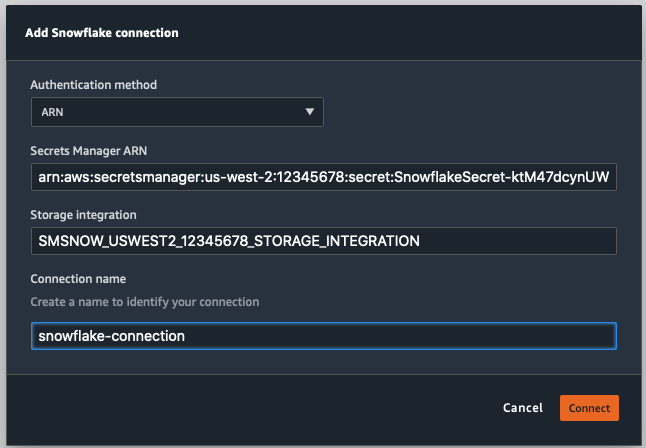 Add Snowflake connection
Authentication method
ARN
Secrets Manager ARN
arn:aws:secretsmanager:us-west-2:12345678:secret:SnowflakeSecret-ktM47dcynUW
Storage integration
SMSNOW_USWEST2_12345678_STORAGE_INTEGRATION
Connection name
Create a name to identify your connection
snowflake-connection
Cancel Connect